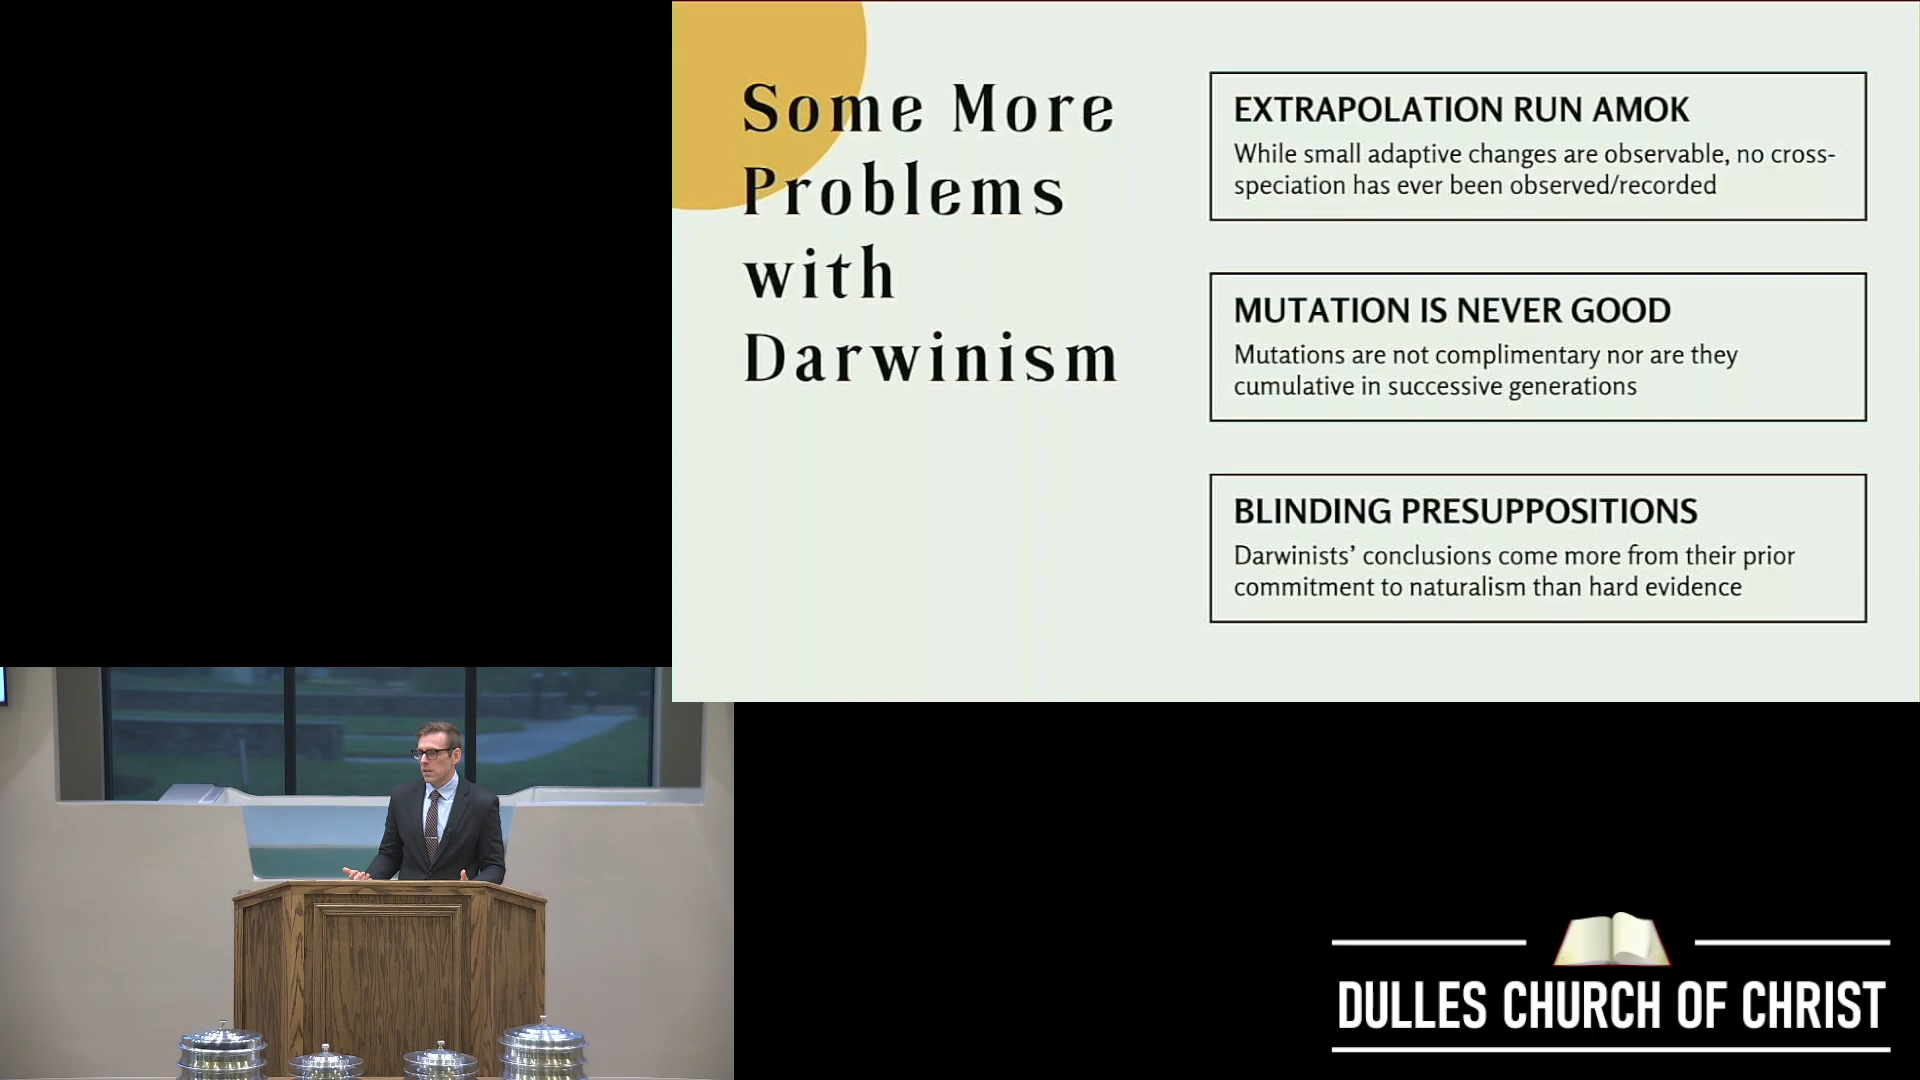 Some More
Problems
with
Darwinism
EXTRAPOLATION RUN AMOK
While small adaptive changes are observable, no cross-
speciation has ever been observed/recorded
MUTATION IS NEVER GOOD
Mutations are not complimentary nor are they
cumulative in successive generations
BLINDING PRESUPPOSITIONS
Darwinists’ conclusions come more from their prior
commitment to naturalism than hard evidence
DULLES CHURCH OF CHRIST